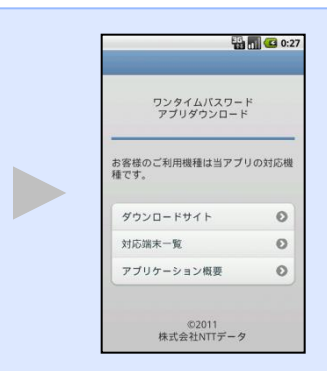 0:27
ワンタイムパスワード
アプリダウンロード
お客様のご利用機種は当アプリの対応機
種です。
ダウンロードサイト
対応端末一覧
アプリケーション概要
©2011
株式会社NTTデータ